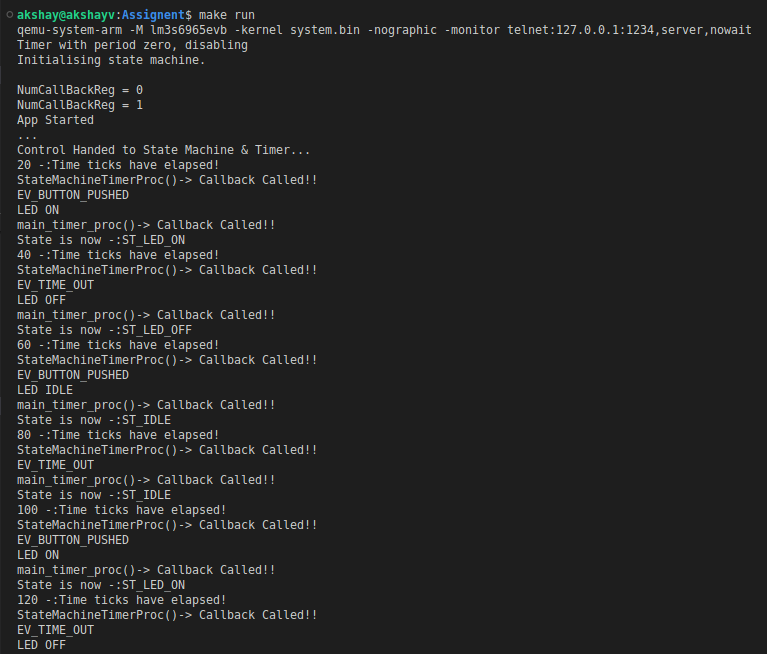 akshay@akshayv:Assignent$ make run
qemu-system-arm -M lm3s6965evb -kernel system.bin -nographic -monitor telnet:127.0.0.1:1234,server,nowait
Timer with period zero, disabling
Initialising state machine.
NumCallBackReg = 0
NumCallBackReg = 1
App Started
...
Control Handed to State Machine & Timer...
20 -:Time ticks have elapsed!
StateMachineTimerProc()-> Callback Called!!
EV_BUTTON_PUSHED
LED ON
main_timer_proc()-> Callback Called!!
State is now -:ST_LED_ON
40 -:Time ticks have elapsed!
StateMachineTimerProc()-> Callback Called!!
EV_TIME_OUT
LED OFF
main_timer_proc()-> Callback Called!!
State is now -:ST_LED_OFF
60 -:Time ticks have elapsed!
StateMachineTimerProc()-> Callback Called!!
EV_BUTTON_PUSHED
LED IDLE
main_timer_proc()-> Callback Called!!
State is now -:ST_IDLE
80 -:Time ticks have elapsed!
StateMachineTimerProc()-> Callback Called!!
EV_TIME_OUT
main_timer_proc()-> Callback Called!!
State is now -:ST_IDLE
100 -:Time ticks have elapsed!
StateMachineTimerProc()-> Callback Called!!
EV_BUTTON_PUSHED
LED ON
main_timer_proc()-> Callback Called!!
State is now -:ST_LED_ON
120 -:Time ticks have elapsed!
StateMachineTimerProc()-> Callback Called!!
EV_TIME_OUT
LED OFF